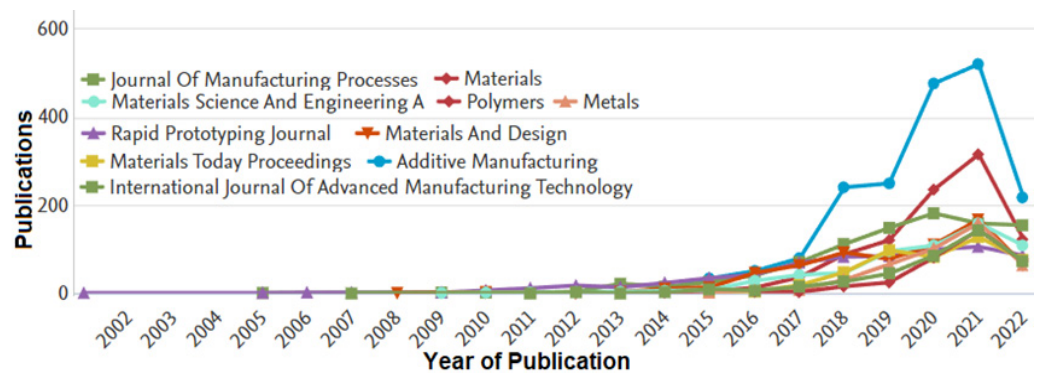 600
400
200
0
Publications
Journal Of Manufacturing Processes Materials
Materials Science And Engineering A Polymers Metals
Rapid Prototyping Journal Materials And Design
Materials Today Proceedings Additive Manufacturing
International Journal Of Advanced Manufacturing Technology
2002 2003 2004 2005 2006 2007 2008 2009 2010 2011 2012 2013 2014 2015 2016 2017 2018 2019 2020 2021 2022
Year of Publication